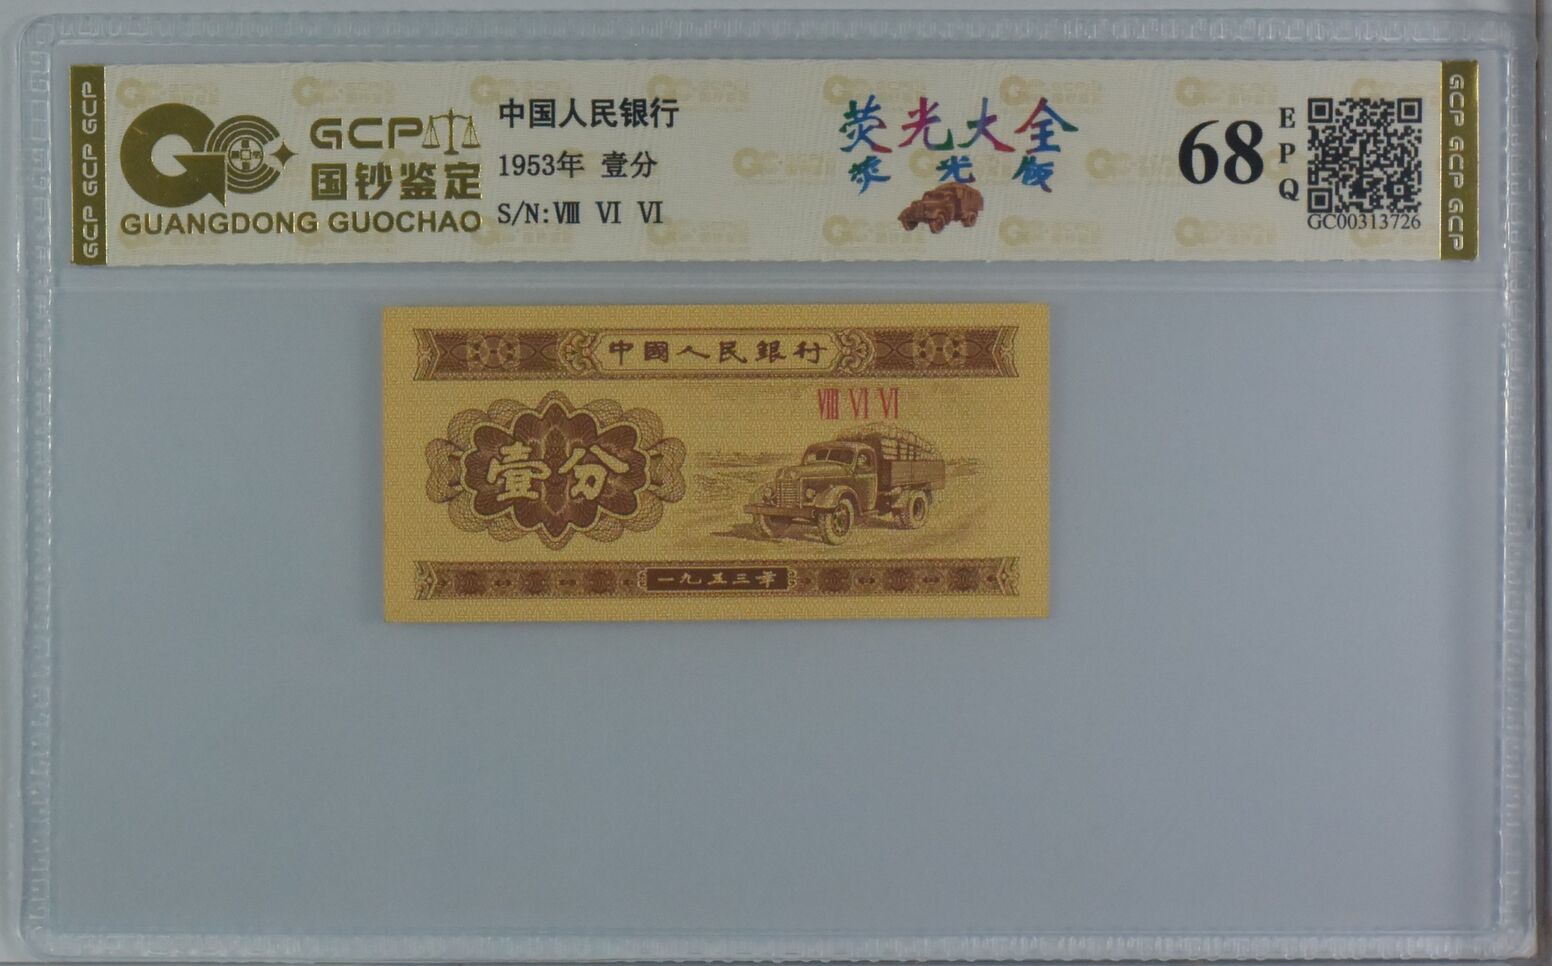 GCP GCP GCP
GCP
国钞鉴定
GUANGDONG GUOCHAO
中国人民银行
1953年 壹分
S/N:Ⅷ Ⅵ Ⅵ
荧光大全
光版
68
EPQ
GC00313726
GCP GCP GCP
中國人民銀行
Ⅷ Ⅵ Ⅵ
壹分
一九五三年